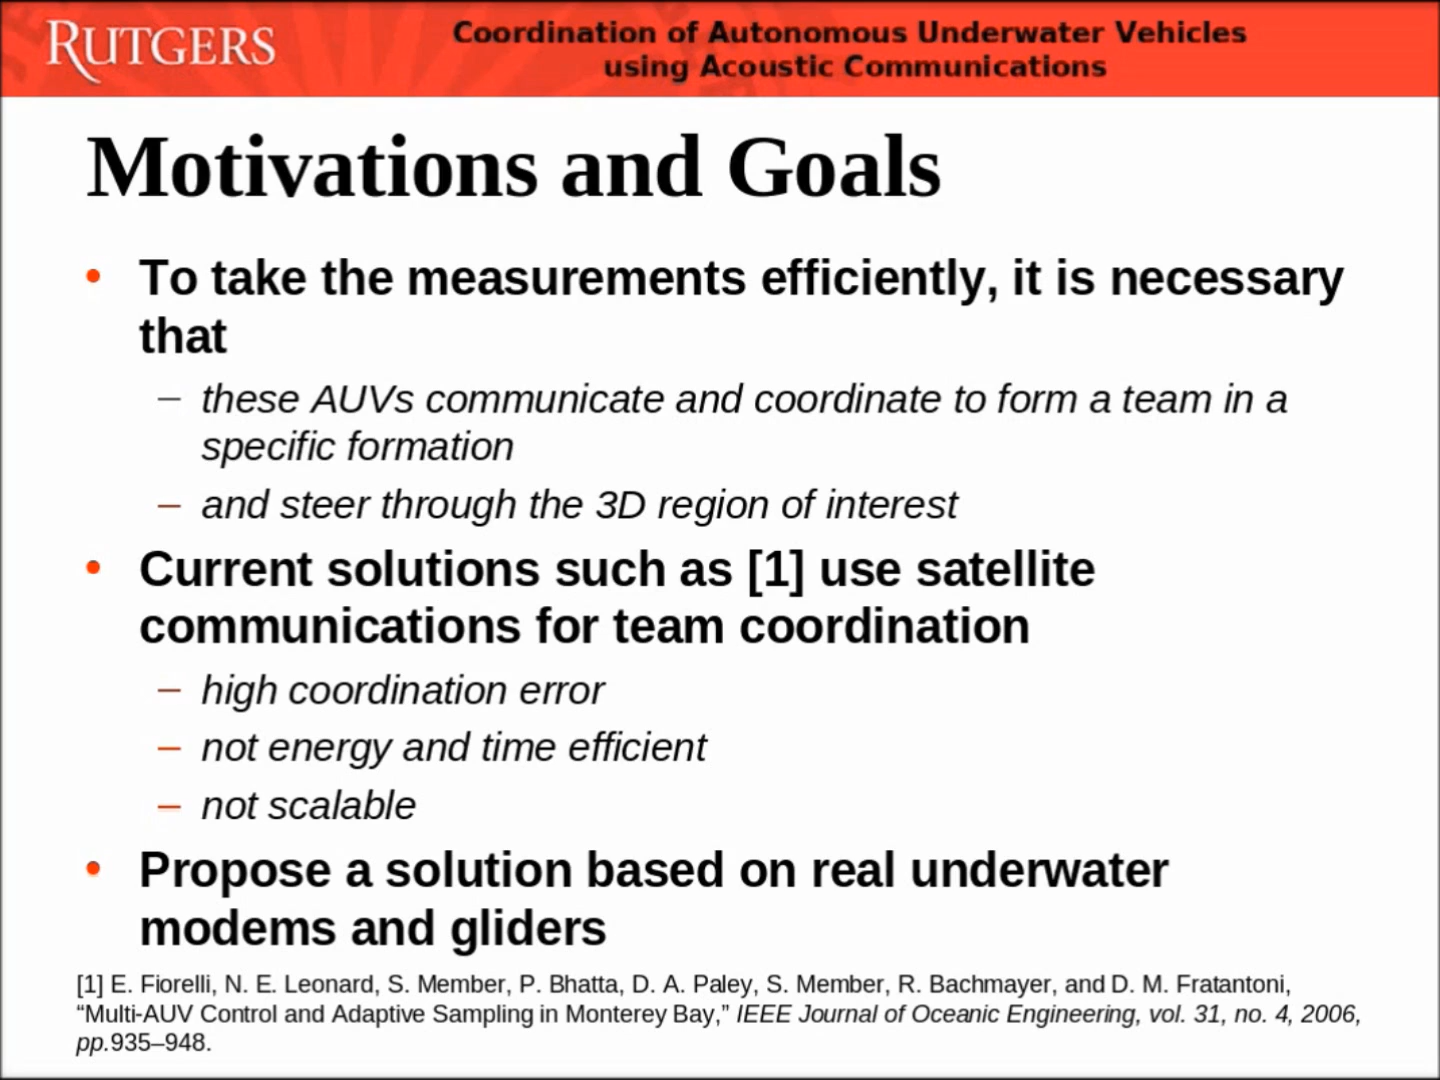 RUTGERS
Coordination of Autonomous Underwater Vehicles
using Acoustic Communications
Motivations and Goals
• To take the measurements efficiently, it is necessary
that
– these AUVs communicate and coordinate to form a team in a
specific formation
– and steer through the 3D region of interest
• Current solutions such as [1] use satellite
communications for team coordination
– high coordination error
– not energy and time efficient
– not scalable
• Propose a solution based on real underwater
modems and gliders
[1] E. Fiorelli, N. E. Leonard, S. Member, P. Bhatta, D. A. Paley, S. Member, R. Bachmayer, and D. M. Fratantoni,
“Multi-AUV Control and Adaptive Sampling in Monterey Bay,” IEEE Journal of Oceanic Engineering, vol. 31, no. 4, 2006,
pp.935–948.